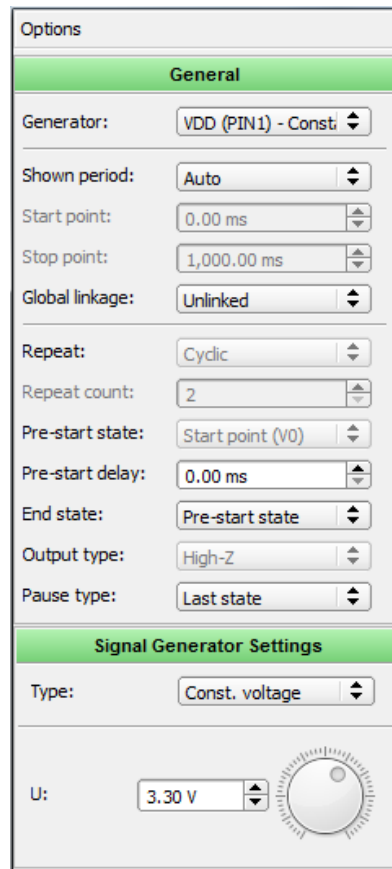 Options
General
Generator: VDD (PIN1) - Consta
Shown period: Auto
Start point: 0.00 ms
Stop point: 1,000.00 ms
Global linkage: Unlinked
Repeat: Cyclic
Repeat count: 2
Pre-start state: Start point (V0)
Pre-start delay: 0.00 ms
End state: Pre-start state
Output type: High-Z
Pause type: Last state
Signal Generator Settings
Type: Const. voltage
U: 3.30 V